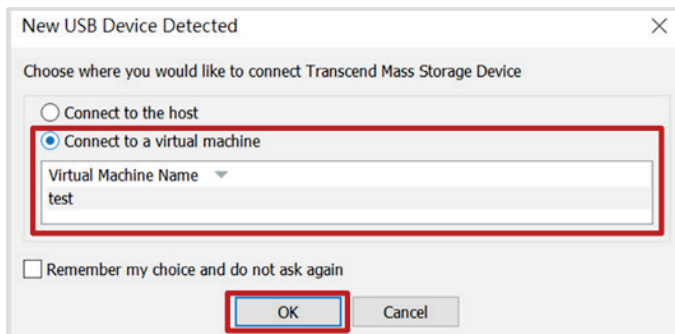 New USB Device Detected
Choose where you would like to connect Transcend Mass Storage Device
Connect to the host
Connect to a virtual machine
Virtual Machine Name
test
Remember my choice and do not ask again
OK Cancel